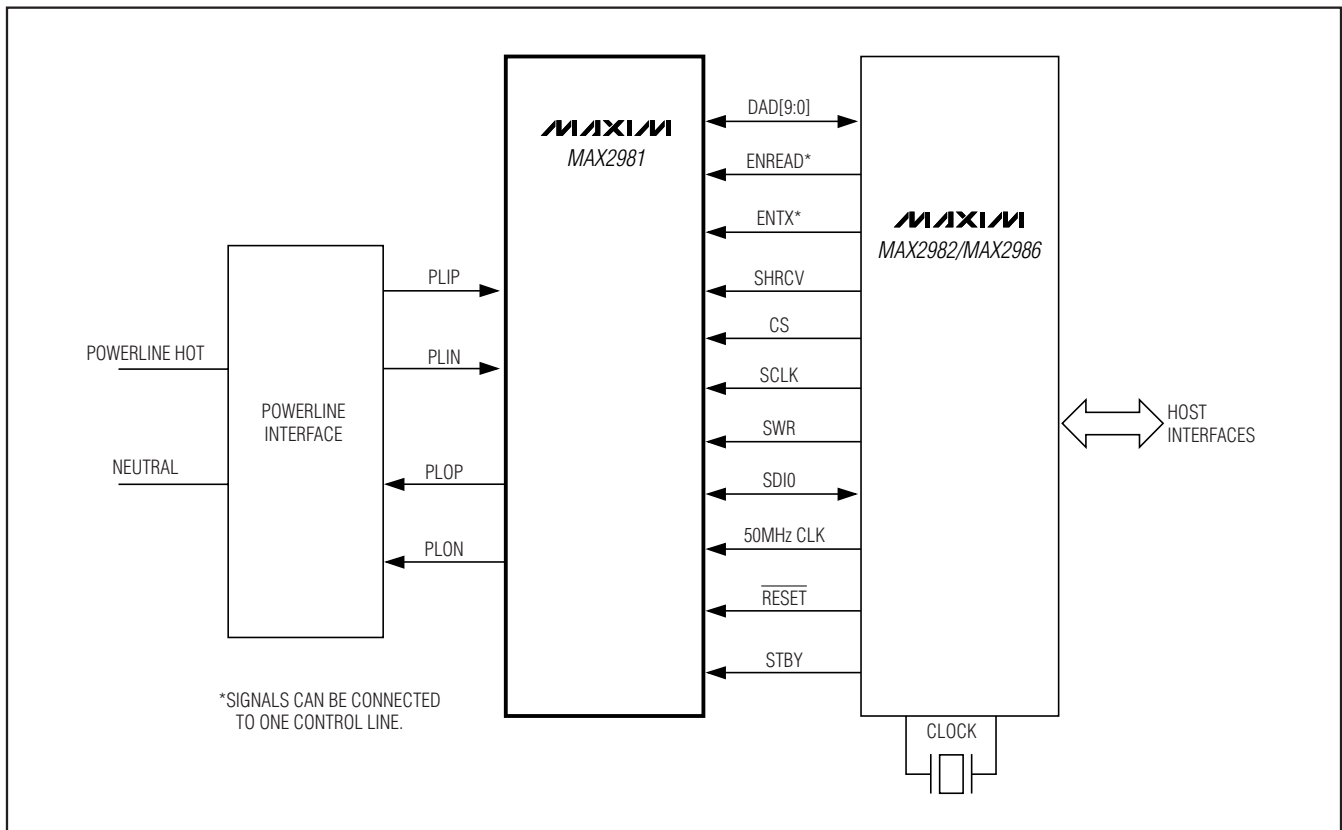 MAXIM
MAX2981
MAXIM
MAX2982/MAX2986
POWERLINE HOT
NEUTRAL
POWERLINE
INTERFACE
PLIP
PLIN
PLOP
PLON
DAD[9:0]
ENREAD*
ENTX*
SHRCV
CS
SCLK
SWR
SDI0
50MHz CLK
RESET
STBY
HOST
INTERFACES
CLOCK
*SIGNALS CAN BE CONNECTED
TO ONE CONTROL LINE.